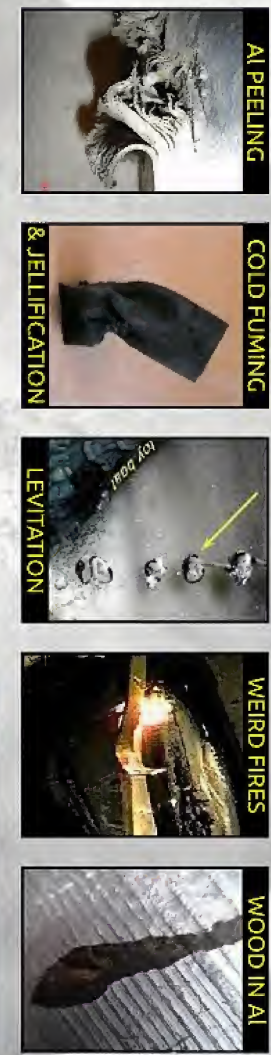 Al PEELING
COLD FUMING
& JELLIFICATION
toy boat
LEVITATION
WEIRD FIRES
WOOD IN Al